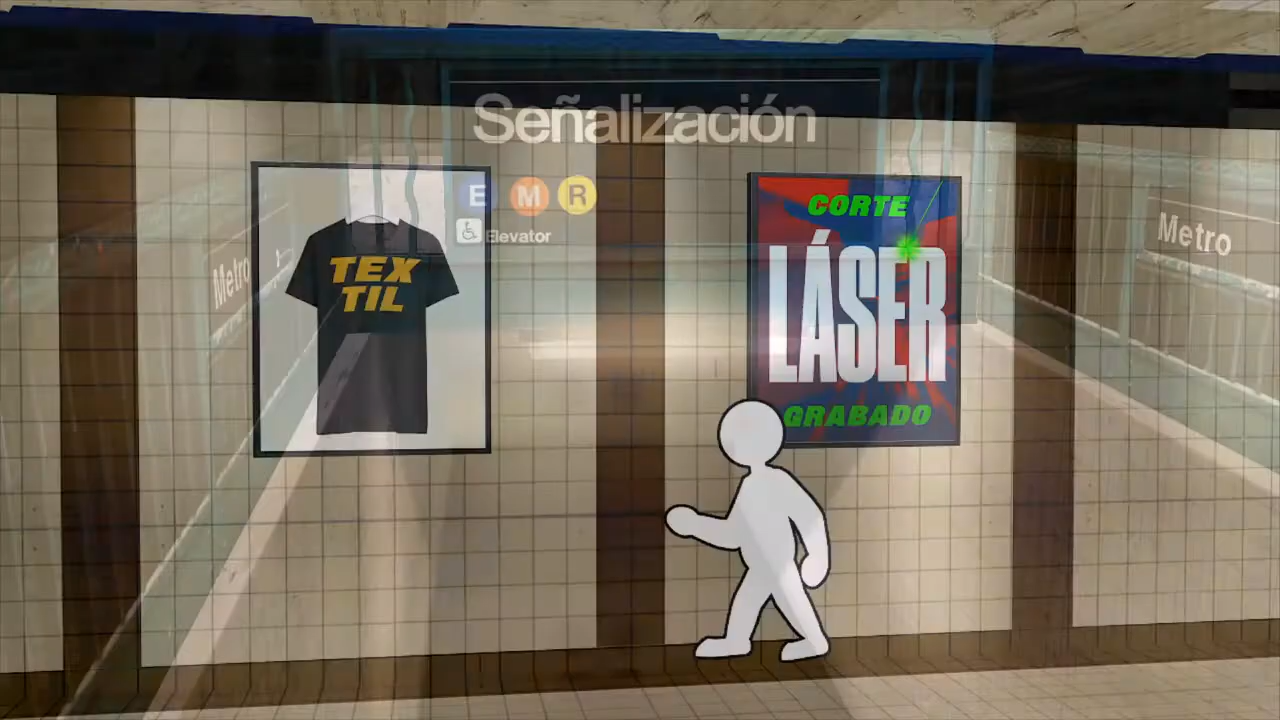 Señalización
E M R
Elevator
Metro
Metro
TEX
TIL
CORTE
LÁSER
GRABADO